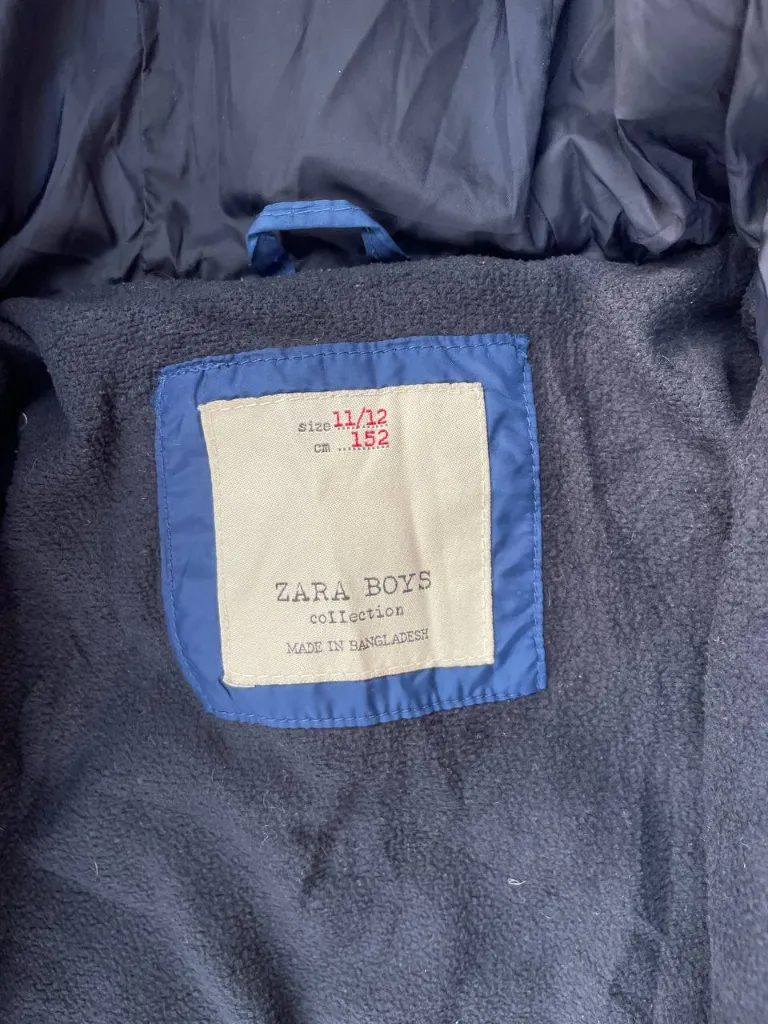 size 11/12
cm 152
ZARA BOYS
collection
MADE IN BANGLADESH